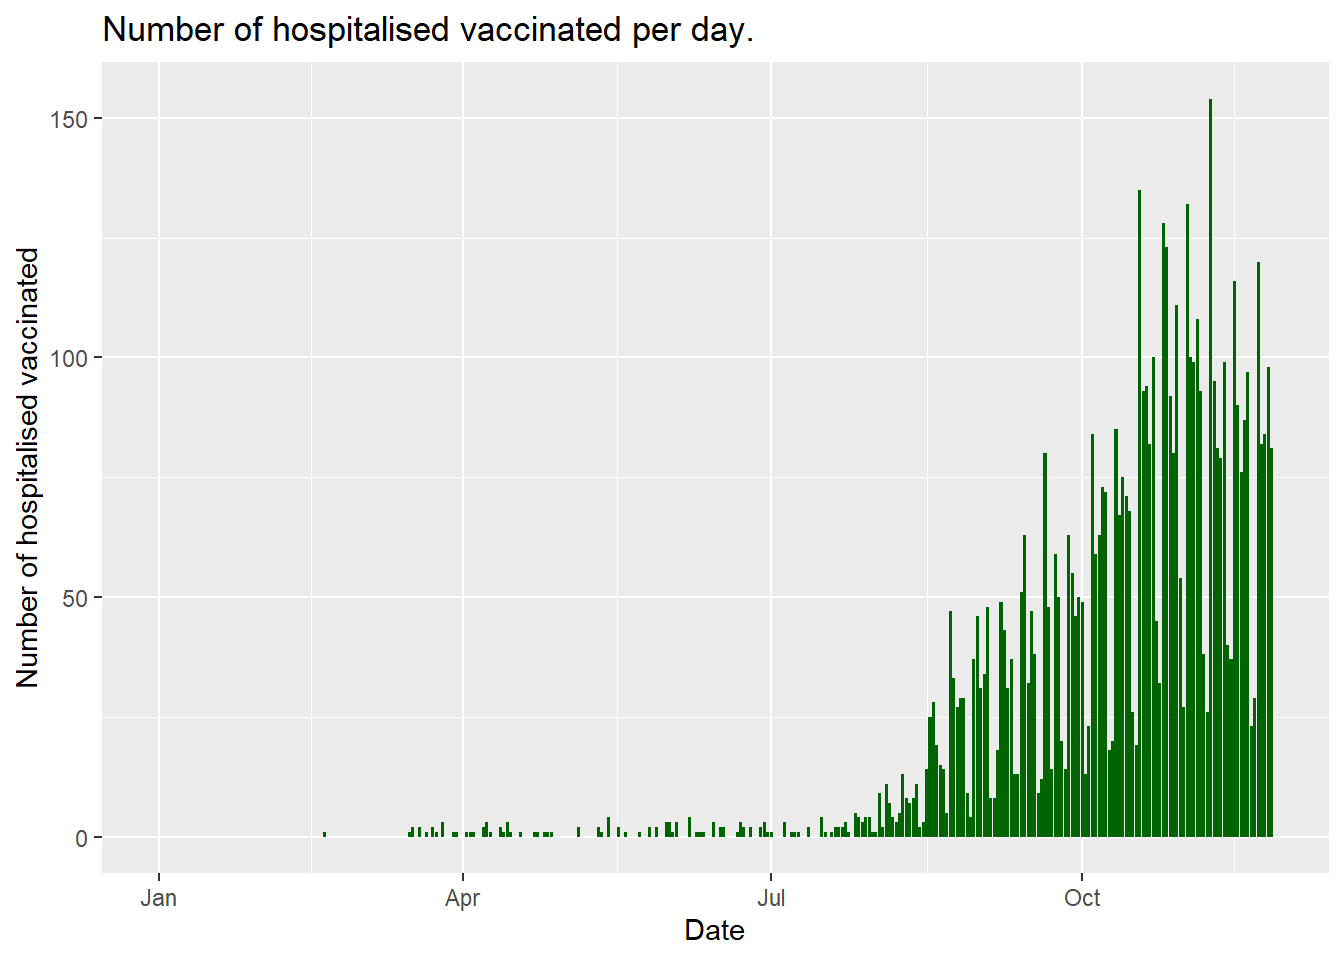 Number of hospitalised vaccinated per day.
Number of hospitalised vaccinated
150
100
50
0
Jan Apr Jul Oct
Date